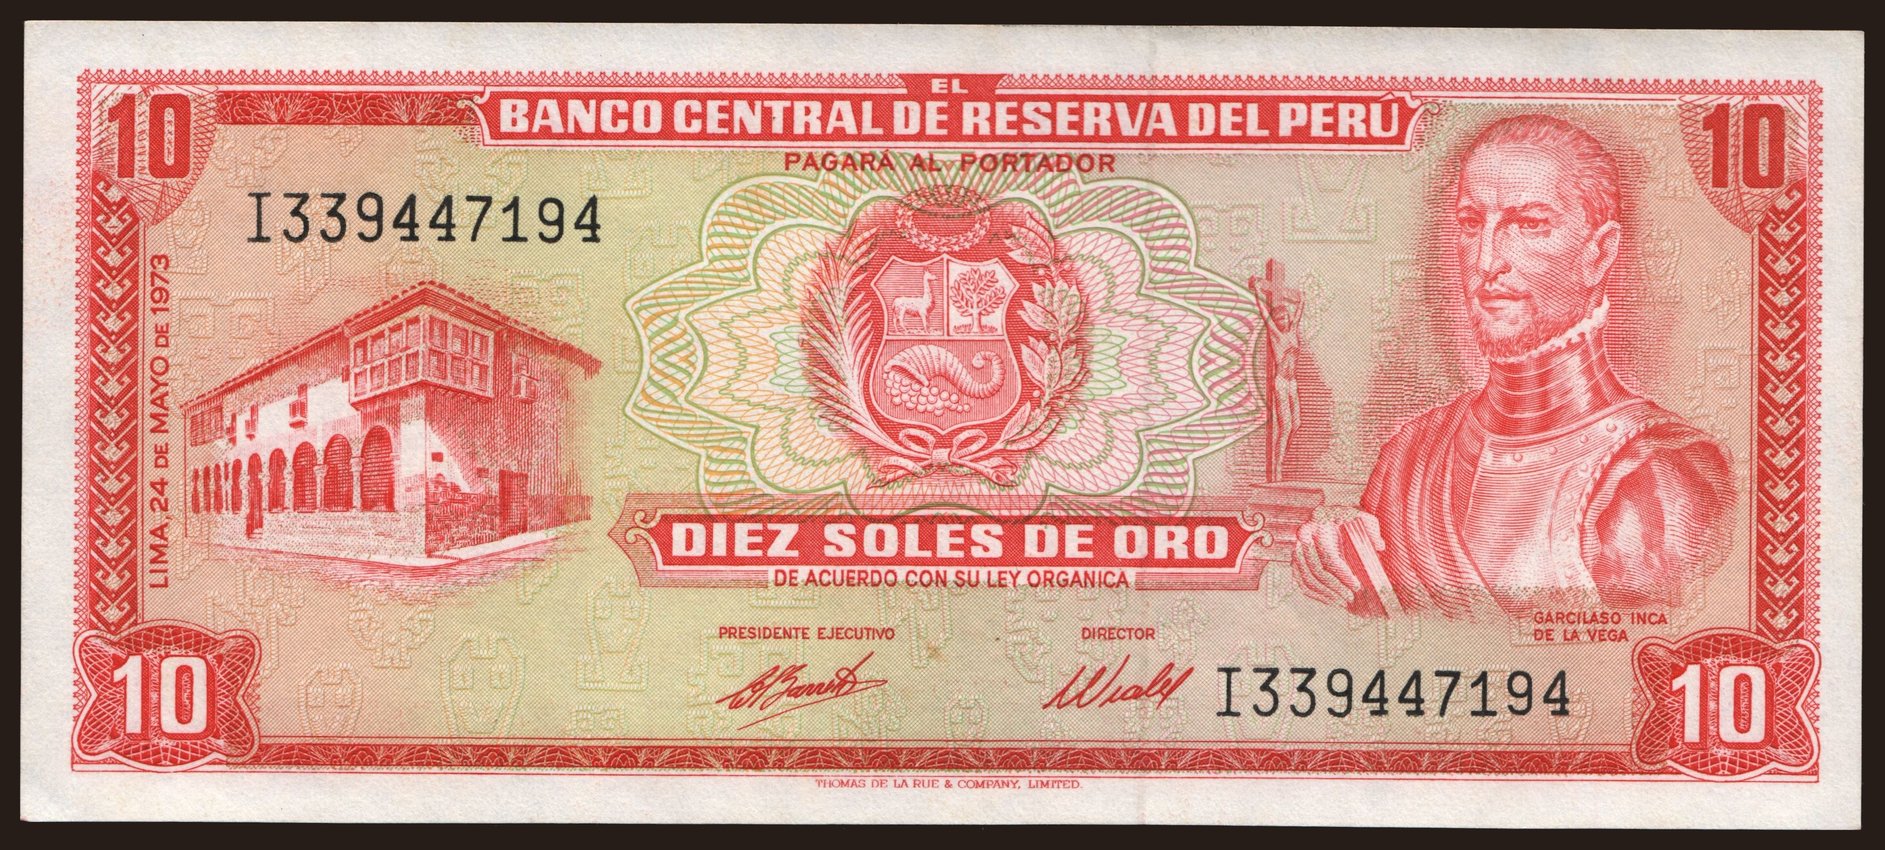 10
EL
BANCO CENTRAL DE RESERVA DEL PERÚ
10
PAGARÁ AL PORTADOR
I339447194
LIMA, 24 DE MAYO DE 1973
DIEZ SOLES DE ORO
DE ACUERDO CON SU LEY ORGANICA
GARCILASO INCA
DE LA VEGA
PRESIDENTE EJECUTIVO
DIRECTOR
I339447194
10
10
THOMAS DE LA RUE & COMPANY, LIMITED.